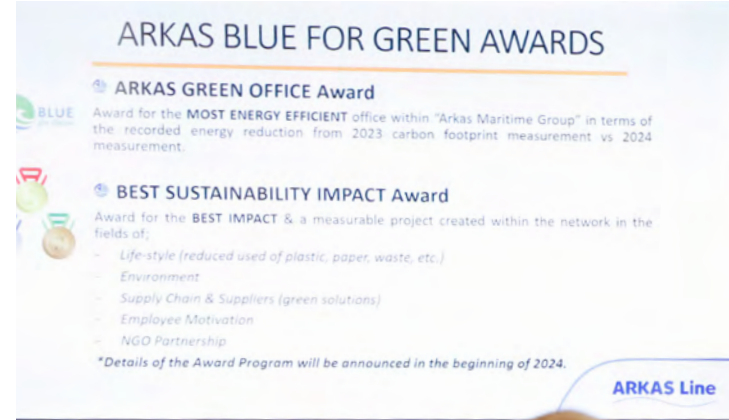 ARKAS BLUE FOR GREEN AWARDS
ARKAS GREEN OFFICE Award
BLUE
Award for the MOST ENERGY EFFICIENT office within "Arkas Maritime Group" in terms of
the recorded energy reduction from 2023 carbon footprint measurement vs 2024
measurement.
BEST SUSTAINABILITY IMPACT Award
Award for the BEST IMPACT & a measurable project created within the network in the
fields of;
- Life-style (reduced used of plastic, paper, waste, etc.)
- Environment
- Supply Chain & Suppliers (green solutions)
- Employee Motivation
- NGO Partnership
*Details of the Award Program will be announced in the beginning of 2024.
ARKAS Line